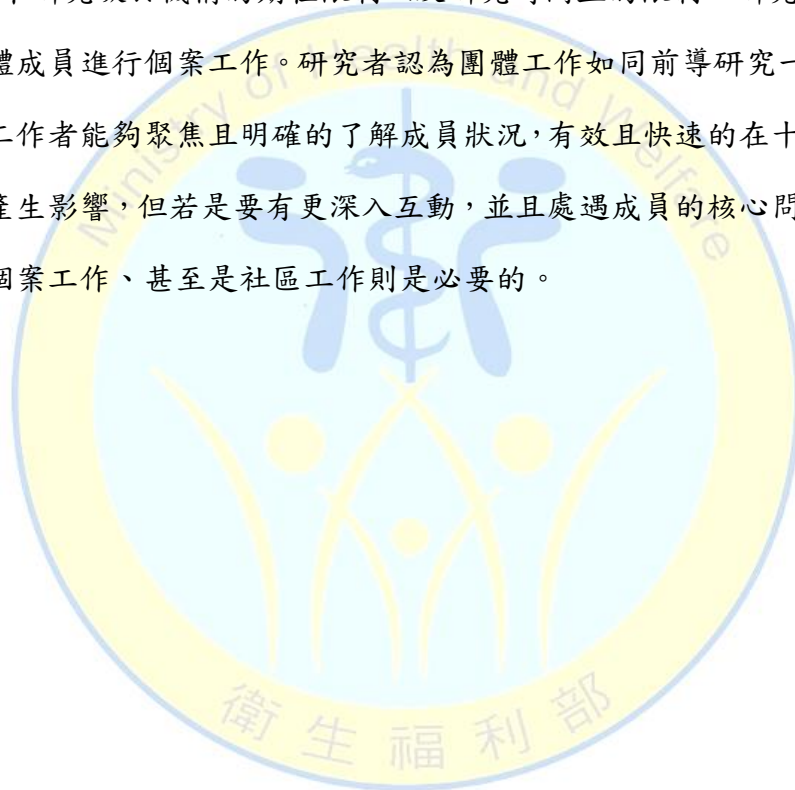 體成員進行個案工作。研究者認為團體工作如同前導研究一
工作者能夠聚焦且明確的了解成員狀況，有效且快速的在十
產生影響，但若是要有更深入互動，並且處遇成員的核心問
個案工作、甚至是社區工作則是必要的。
Ministry of Health and Welfare
衛生福利部